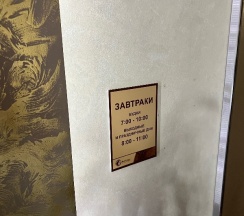 ЗАВТРАКИ
БУДНИ
7:00 - 10:00
ВЫХОДНЫЕ
И ПРАЗДНИЧНЫЕ ДНИ
8:00 - 11:00